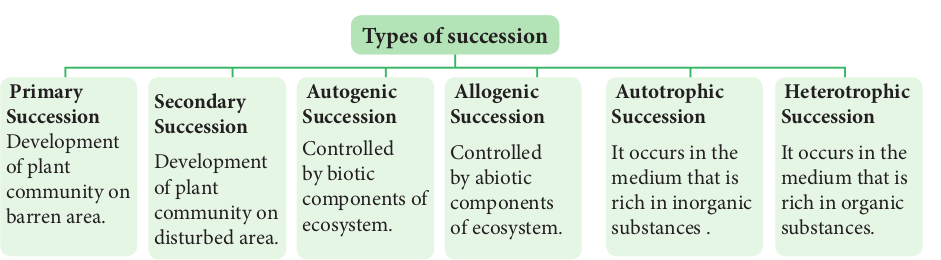 Types of succession
Primary
Succession
Development
of plant
community on
barren area.
Secondary
Succession
Development
of plant
community on
disturbed area.
Autogenic
Succession
Controlled
by biotic
components of
ecosystem.
Allogenic
Succession
Controlled
by abiotic
components
of ecosystem.
Autotrophic
Succession
It occurs in the
medium that is
rich in inorganic
substances .
Heterotrophic
Succession
It occurs in the
medium that is
rich in organic
substances.